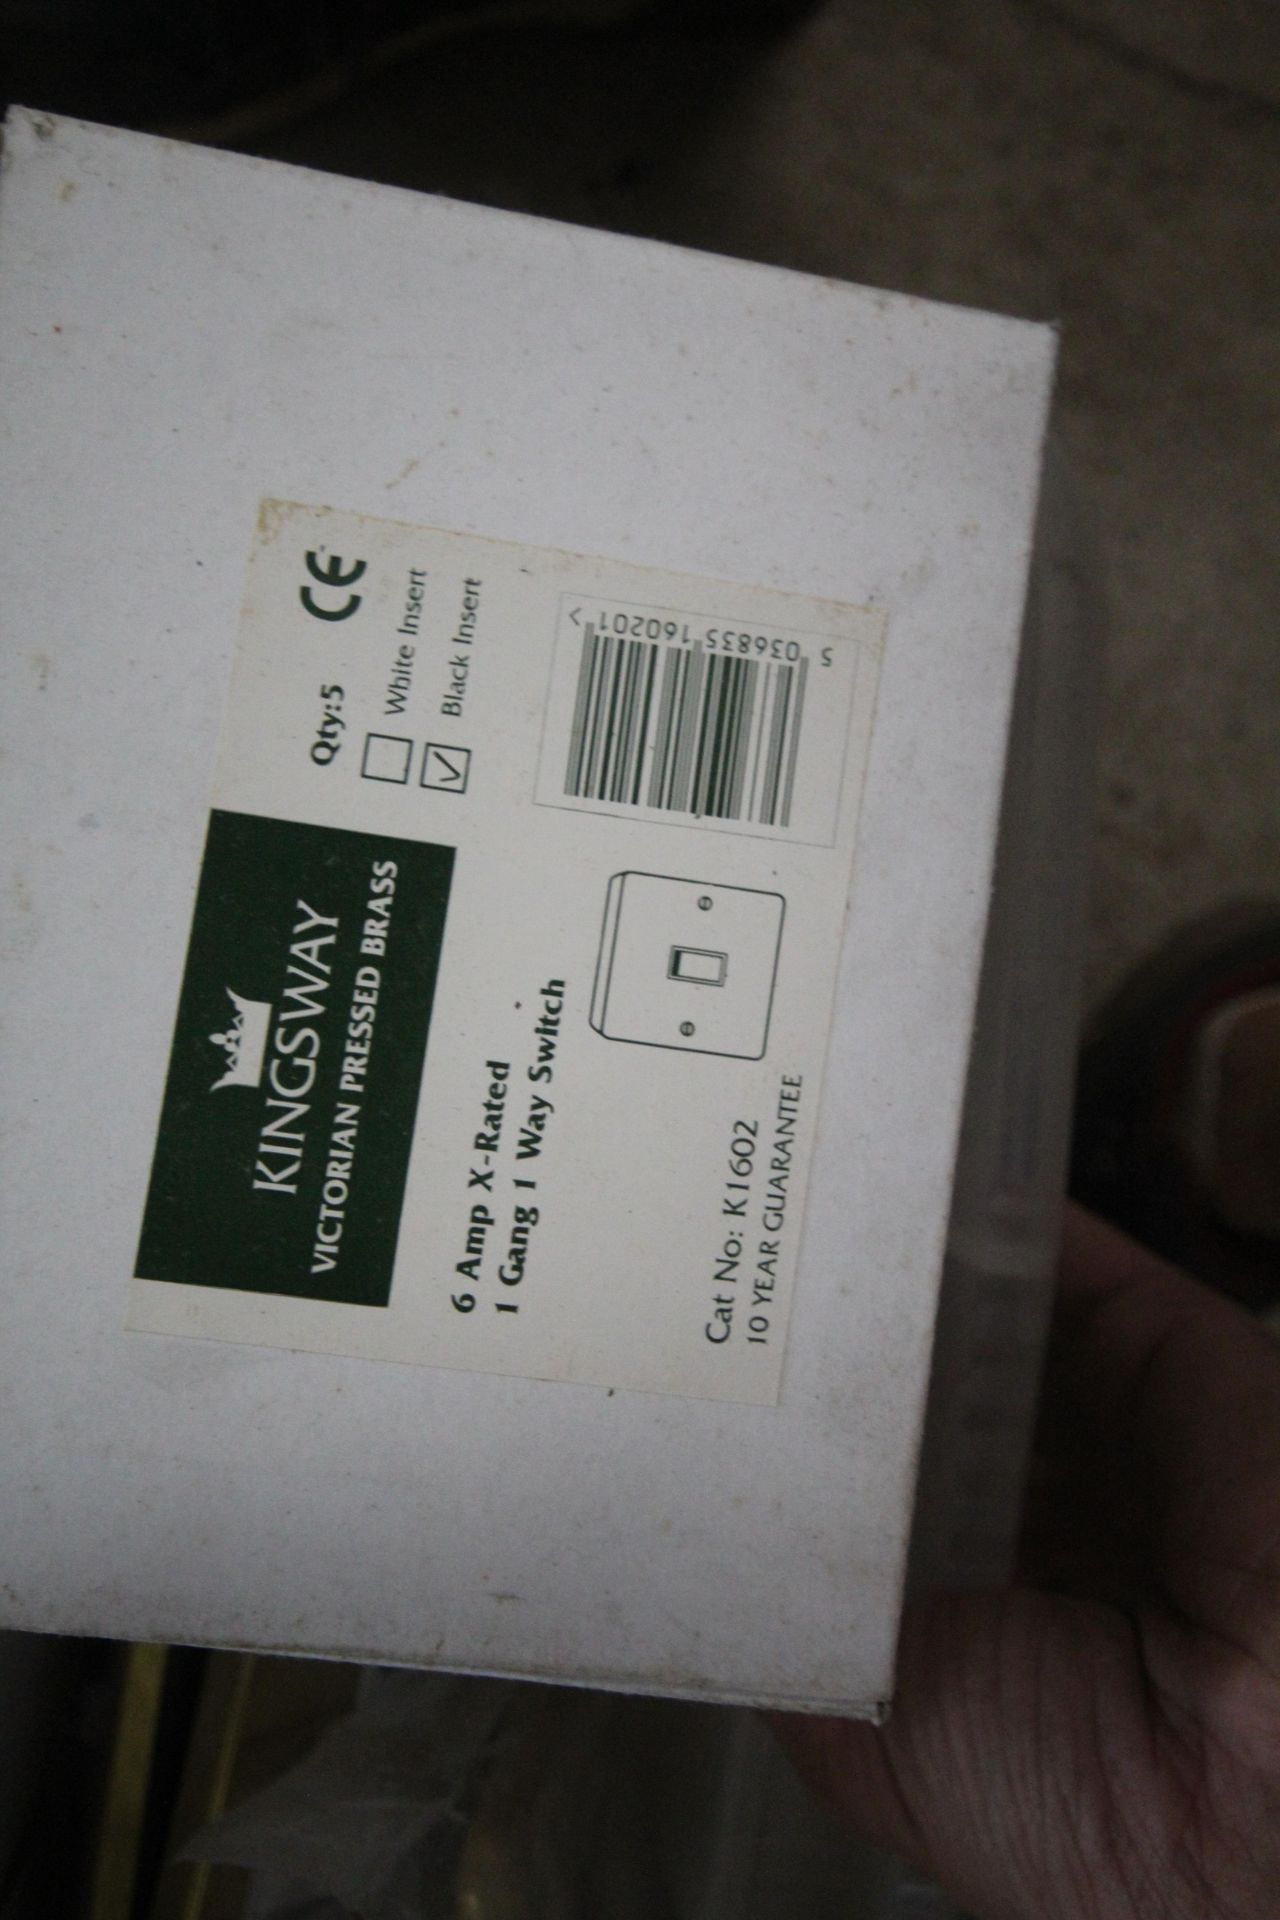 KINGSWAY
VICTORIAN PRESSED BRASS
Qty:5 CE
White Insert
Black Insert
6 Amp X-Rated
1 Gang 1 Way Switch
Cat No: K1602
10 YEAR GUARANTEE
5 036835 160201 >